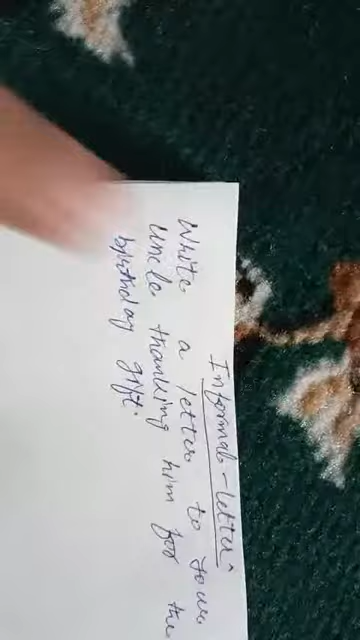 Informal-letter
Write a letter to your
uncle thanking him for the
birthday gift.